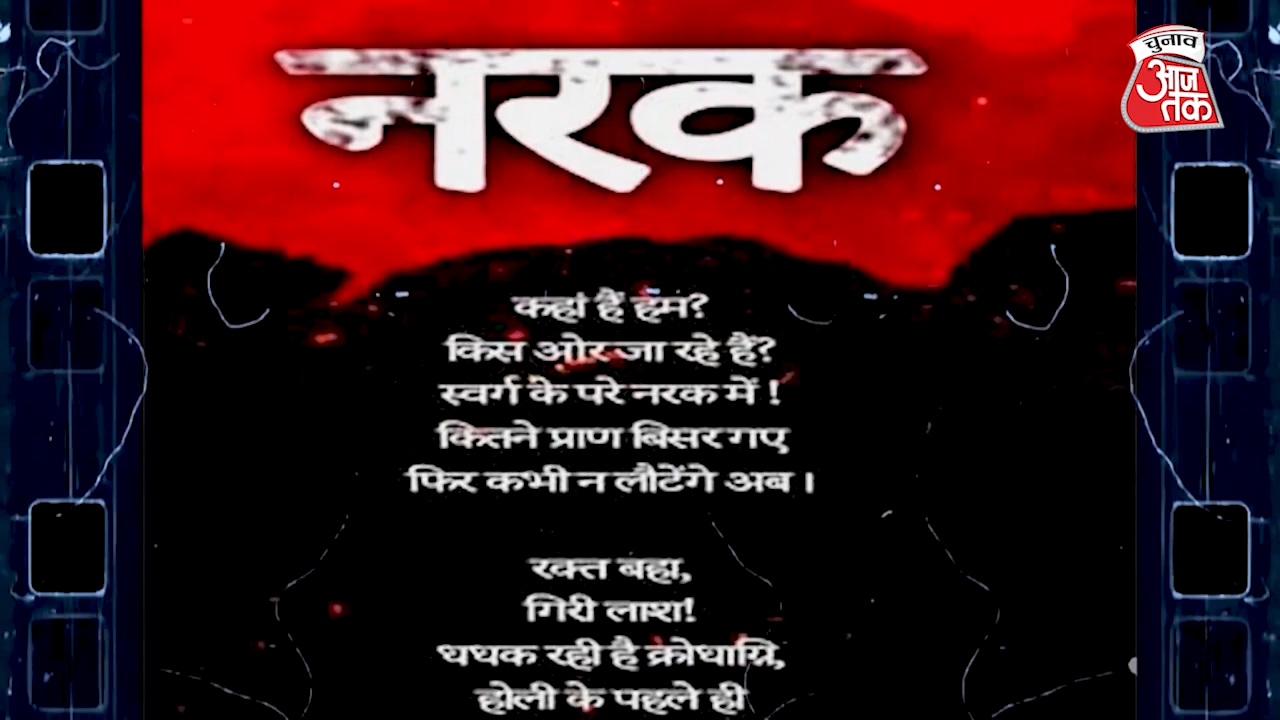 नरक
चुनाव
आज
तक
कहां हैं हम?
किस ओर जा रहे हैं?
स्वर्ग के परे नरक में !
कितने प्राण बिसर गए
फिर कभी न लौटेंगे अब ।
रक्त बहा,
गिरी लाश!
धधक रही है क्रोधाग्नि,
होली के पहले ही